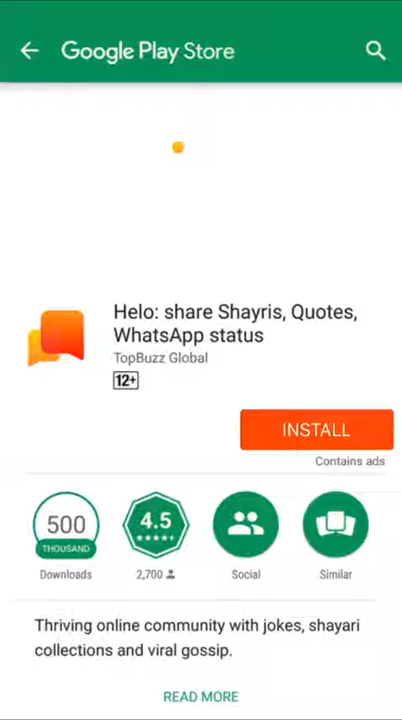 Google Play Store
Helo: share Shayris, Quotes,
WhatsApp status
TopBuzz Global
12+
INSTALL
Contains ads
500
THOUSAND
4.5
Downloads
2,700
Social
Similar
Thriving online community with jokes, shayari
collections and viral gossip.
READ MORE